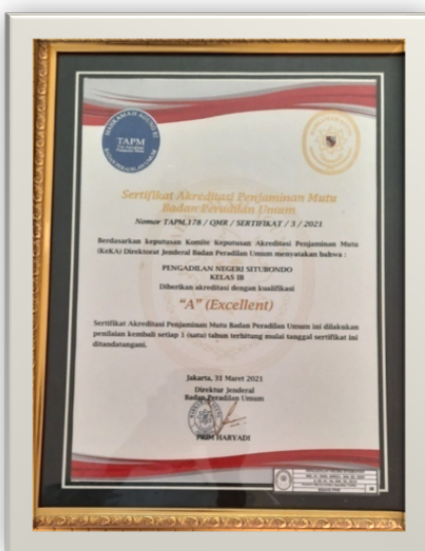 TAPM
Sertifikat Akreditasi Penjaminan Mutu
Badan Peradilan Umum
Nomor TAPM.178 / QMR / SERTIFIKAT / 3 / 2021
Berdasarkan keputusan Komite Keputusan Akreditasi Penjaminan Mutu
(KeKA) Direktorat Jenderal Badan Peradilan Umum menyatakan bahwa :
PENGADILAN NEGERI SITUBONDO
KELAS IB
Diberikan akreditasi dengan kualifikasi
"A" (Excellent)
Sertifikat Akreditasi Penjaminan Mutu Badan Peradilan Umum ini dilakukan
penilaian kembali setiap 1 (satu) tahun terhitung mulai tanggal sertifikat ini
ditandatangani.
Jakarta, 31 Maret 2021
Direktur Jenderal
Badan Peradilan Umum
PRIM HARYADI